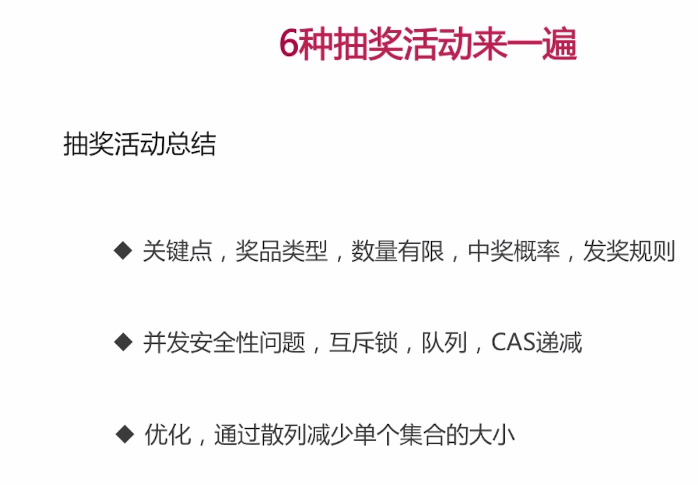 6种抽奖活动来一遍
抽奖活动总结
◆ 关键点，奖品类型，数量有限，中奖概率，发奖规则
◆ 并发安全性问题，互斥锁，队列，CAS递减
◆ 优化，通过散列减少单个集合的大小